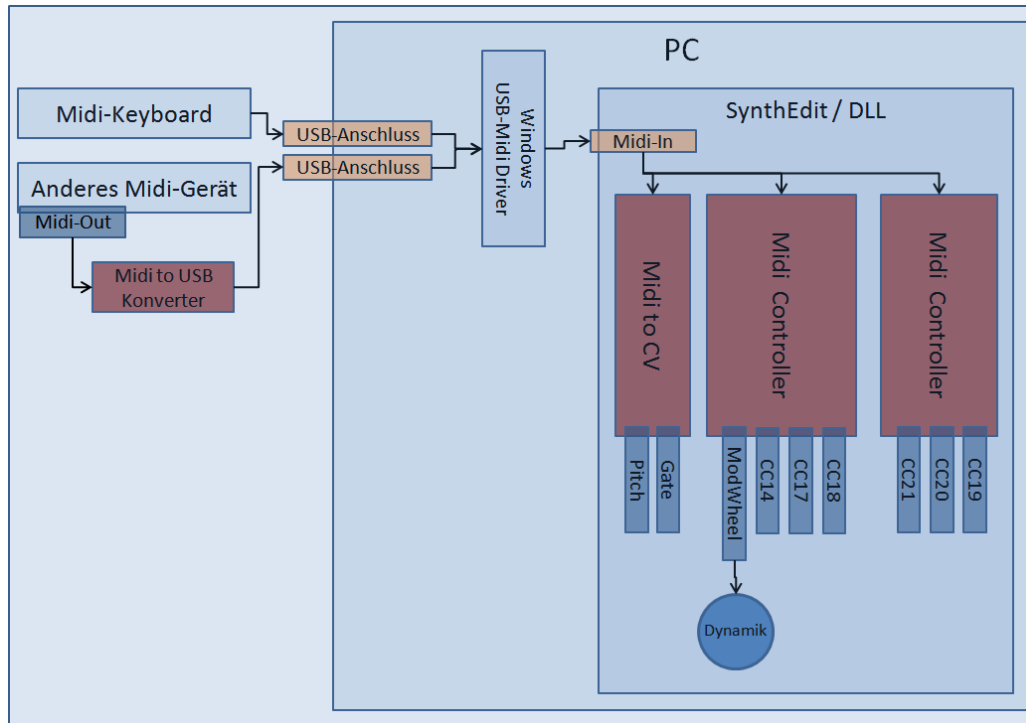 PC
Midi-Keyboard
Anderes Midi-Gerät
Midi-Out
Midi to USB
Konverter
USB-Anschluss
USB-Anschluss
Windows
USB-Midi Driver
SynthEdit / DLL
Midi-In
Midi to CV
Midi Controller
Midi Controller
Pitch
Gate
ModWheel
CC14
CC17
CC18
CC21
CC20
CC19
Dynamik